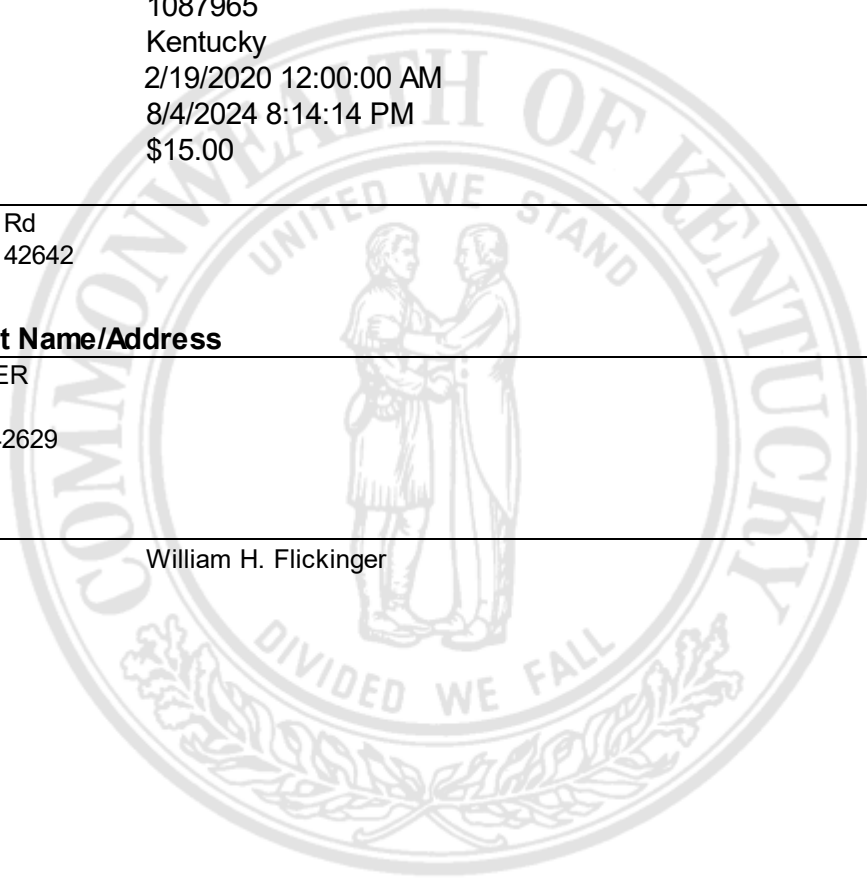 1087965
Kentucky
2/19/2020 12:00:00 AM
8/4/2024 8:14:14 PM
$15.00
Rd
42642
t Name/Address
ER
42629
William H. Flickinger
COMMONWEALTH OF KENTUCKY
UNITED WE STAND
DIVIDED WE FALL